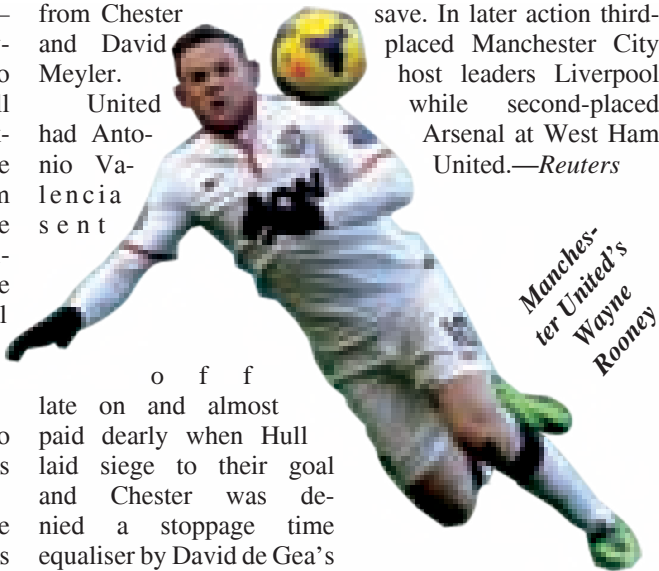 from Chester
and David
Meyler.
United
had Anto-
nio Va-
lencia
sent
off
late on and almost
paid dearly when Hull
laid siege to their goal
and Chester was de-
nied a stoppage time
equaliser by David de Gea's
save. In later action third-
placed Manchester City
host leaders Liverpool
while second-placed
Arsenal at West Ham
United.—Reuters
Manches-
ter United's
Wayne
Rooney